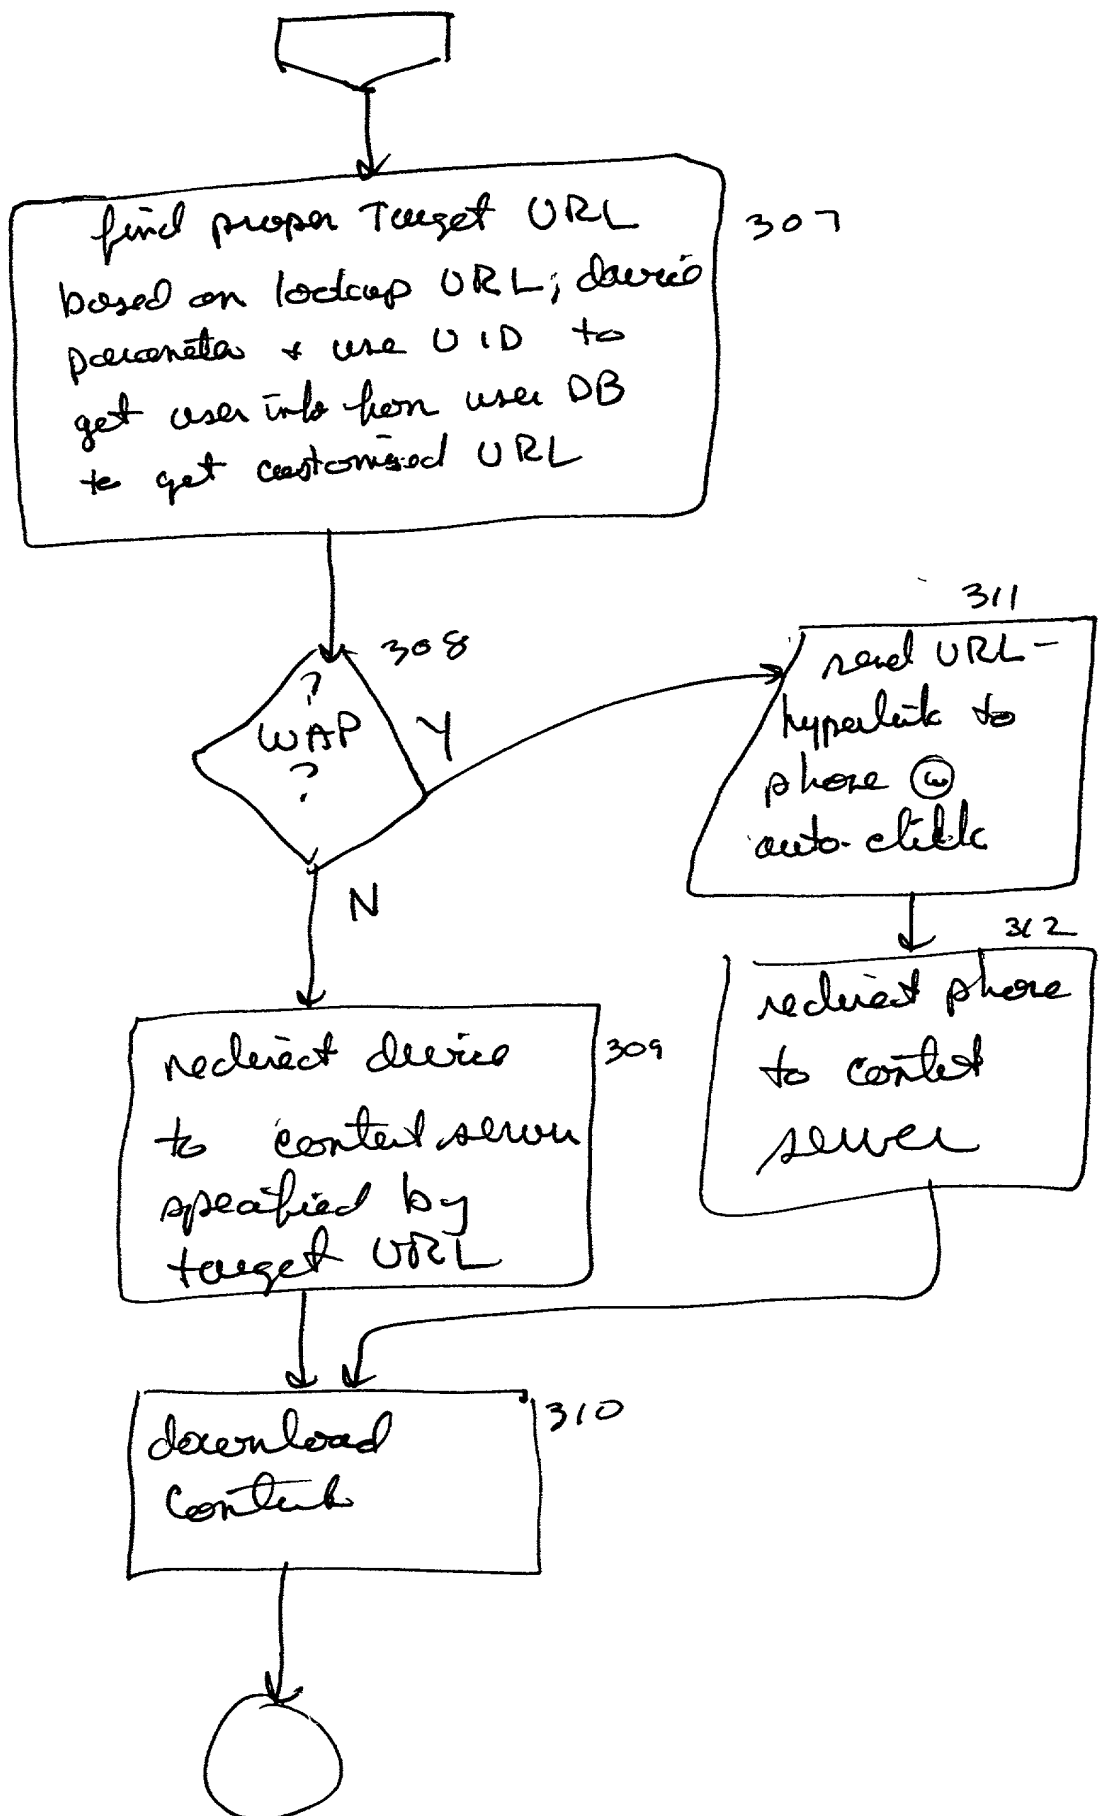 find proper Target URL
307
based on lookup URL; device
parameter + use UID to
get user info from user DB
to get customized URL
308
?
WAP
?
Y
N
311
send URL-
hyperlink to
phone
auto-click
312
redirect phone
to content
server
redirect device
309
to content server
specified by
target URL
download
310
content